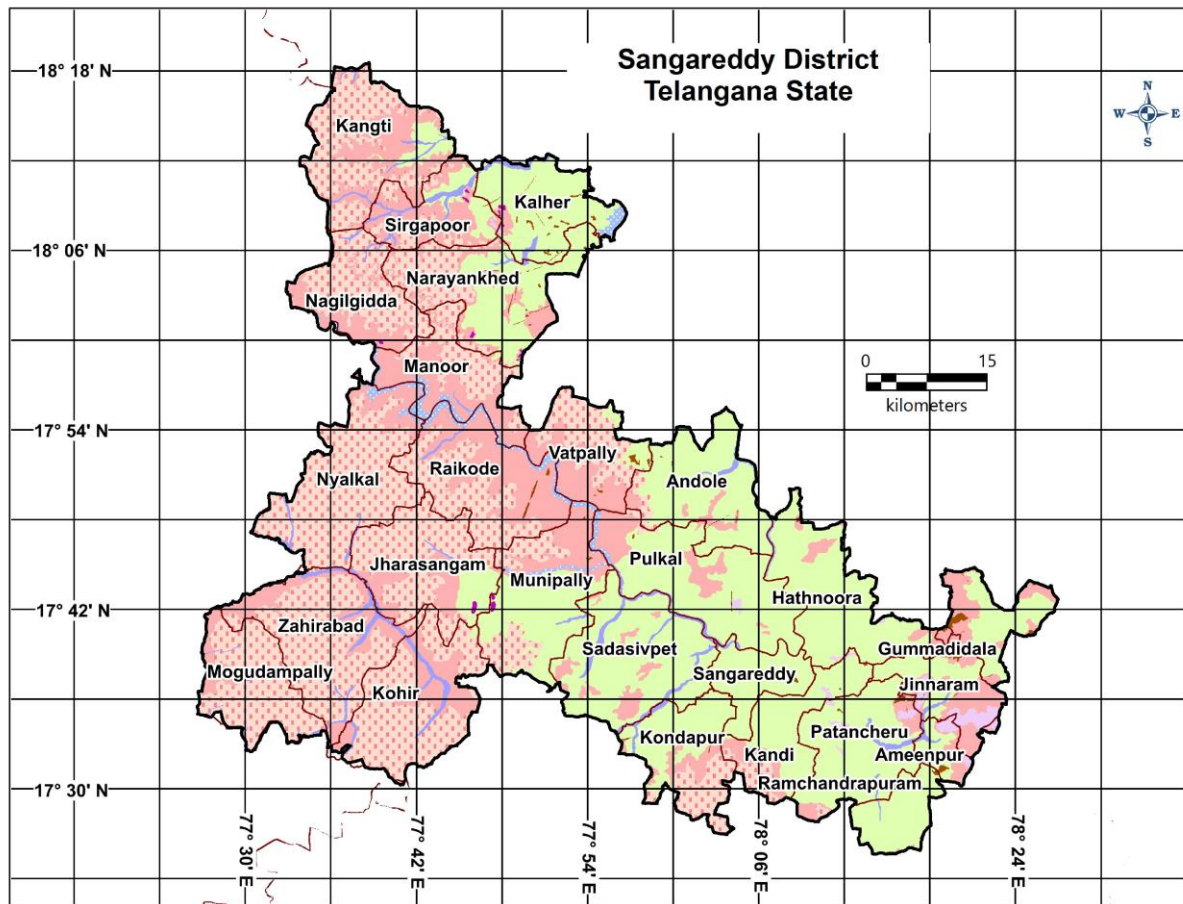 Sangareddy District
Telangana State
18° 18' N
N
W
E
S
Kangti
Kalher
Sirgapoor
18° 06' N
Narayankhed
Nagilgidda
Manoor
0
15
kilometers
17° 54' N
Vatpally
Raikode
Nyalkal
Andole
Pulkal
Jharasangam
Munipally
Hathnoora
17° 42' N
Zahirabad
Sadasivpet
Gummadidala
Mogudampally
Sangareddy
Jinnaram
Kohir
Kondapur
Patancheru
Kandi
Ameenpur
Ramchandrapuram
17° 30' N
77° 30' E
77° 42' E
77° 54' E
78° 06' E
78° 24' E